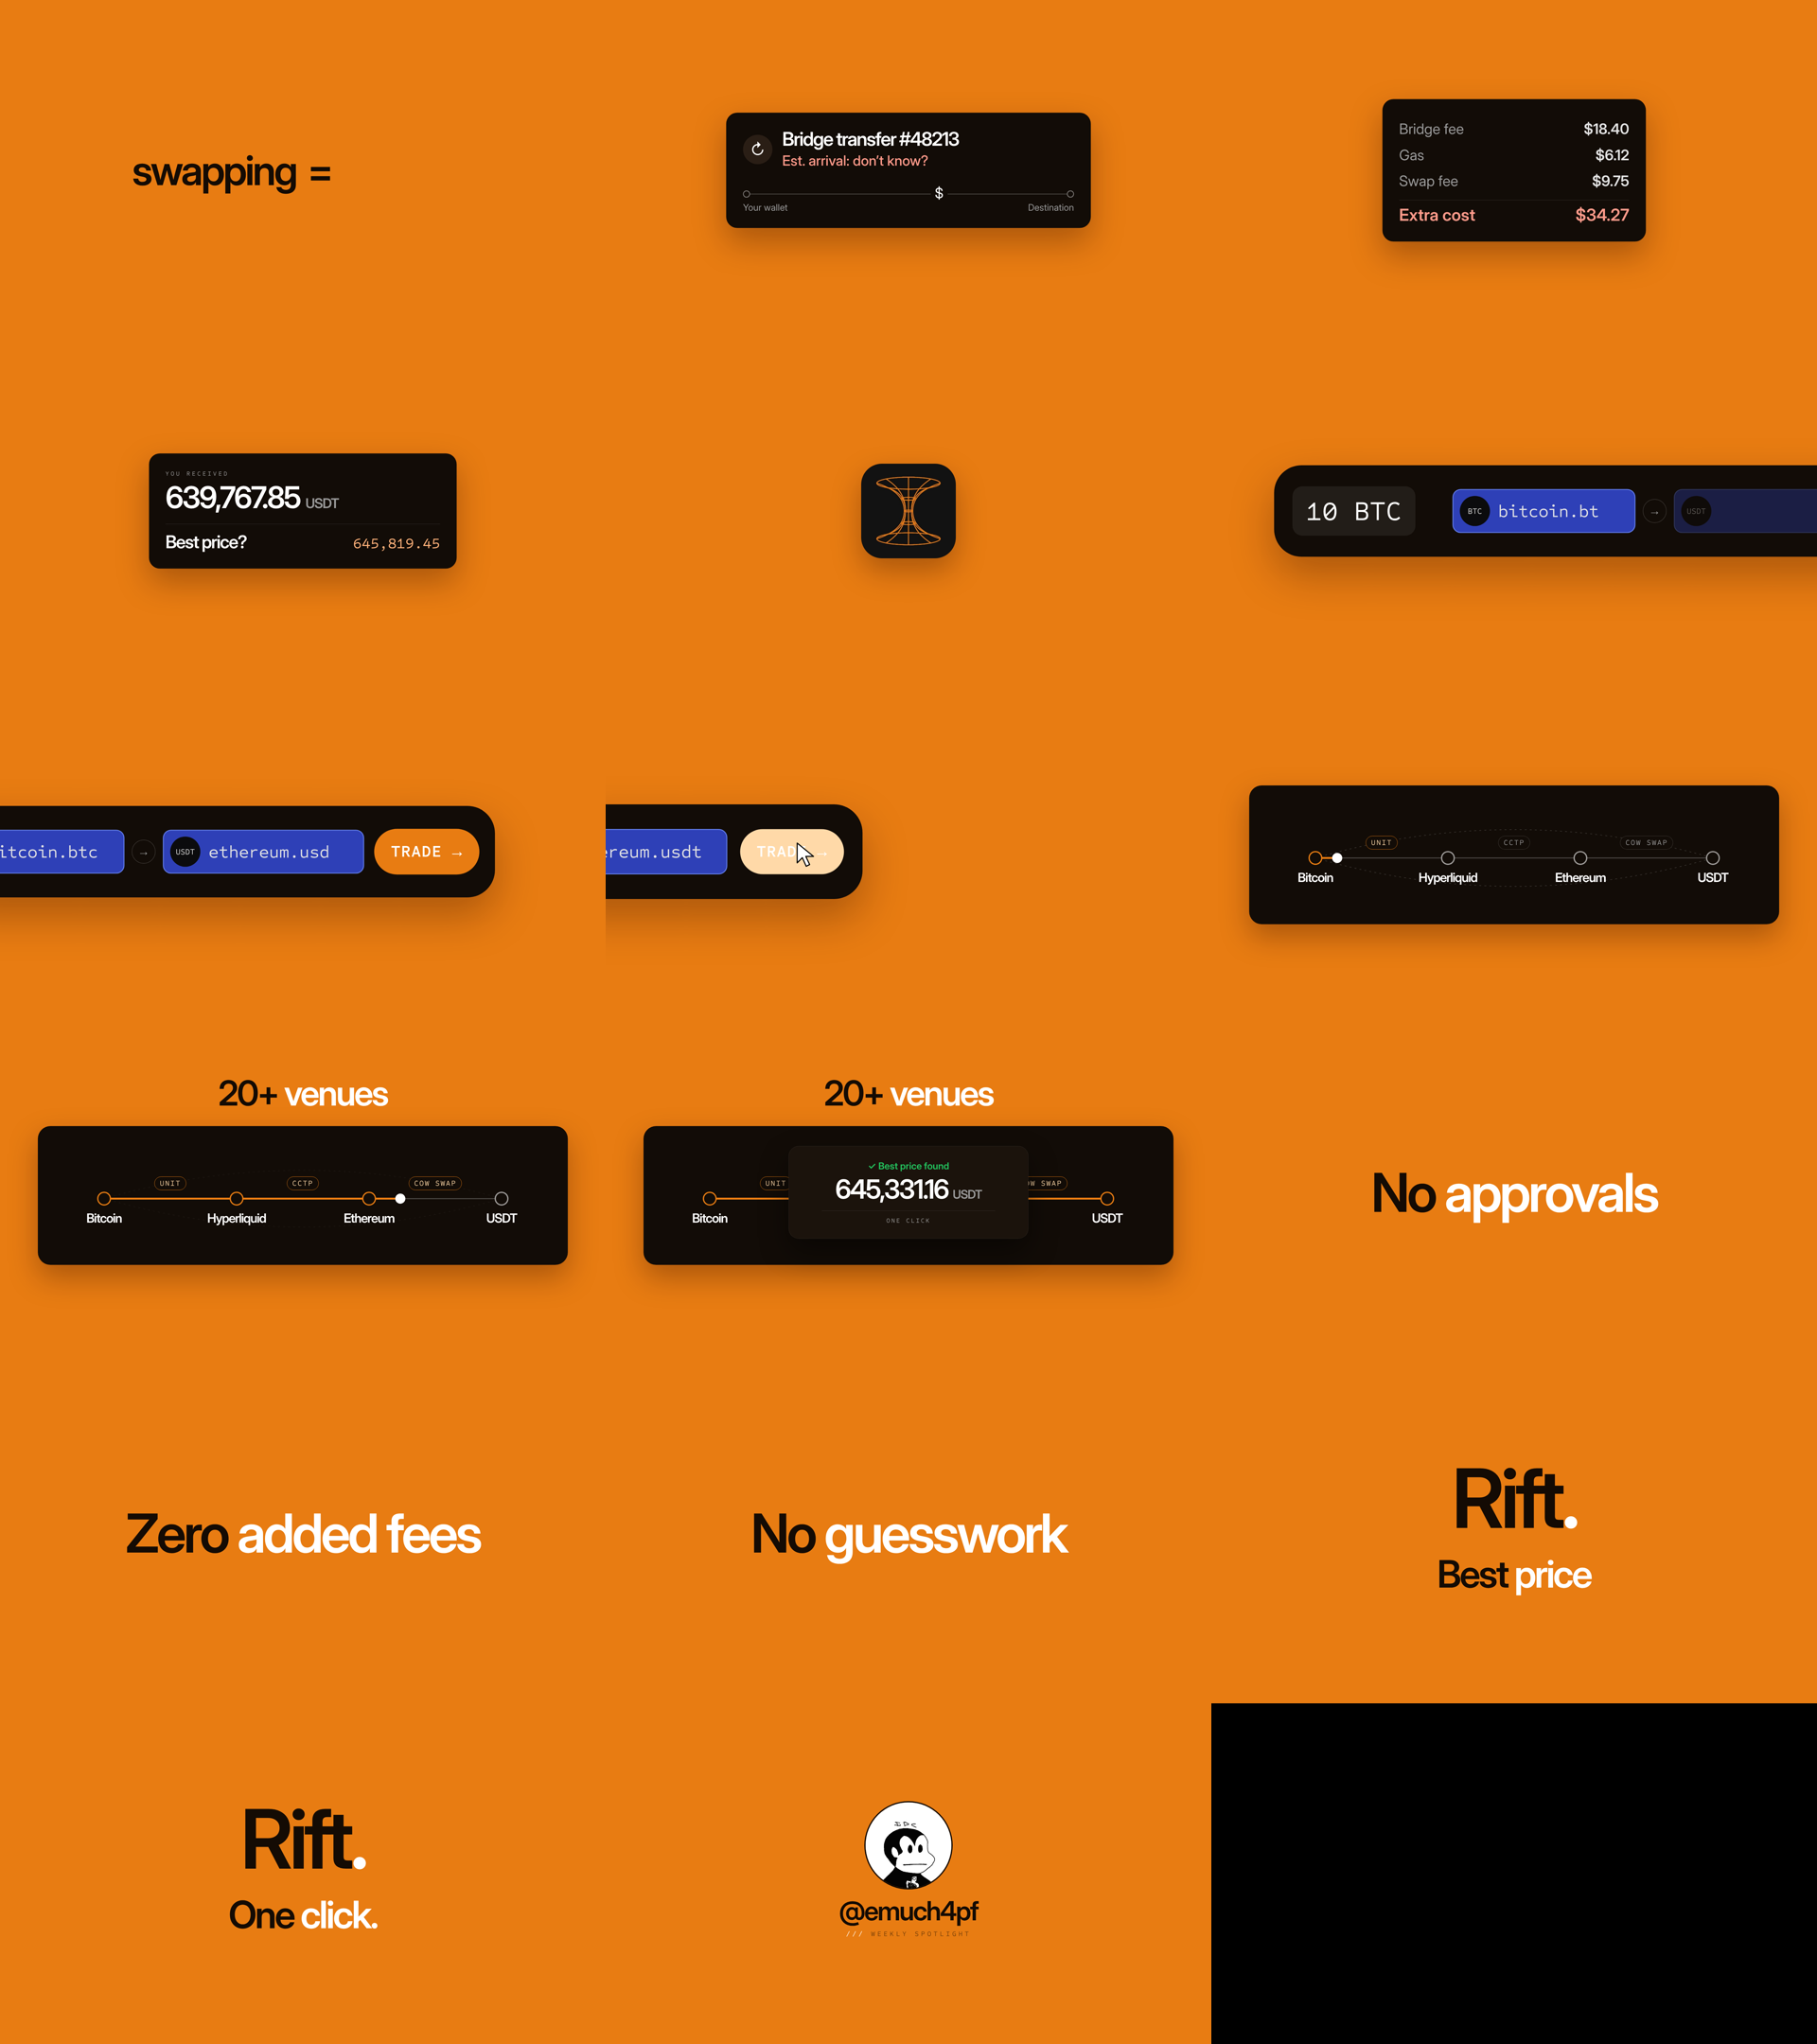 swapping =
Bridge transfer #48213
Est. arrival: don't know?
$
Your wallet
Destination
Bridge fee $18.40
Gas $6.12
Swap fee $9.75
Extra cost $34.27
YOU RECEIVED
639,767.85 USDT
Best price? 645,819.45
10 BTC
BTC bitcoin.bt → USDT
itcoin.btc → USDT ethereum.usd TRADE →
ereum.usdt TRAD →
UNIT CCTP COW SWAP
Bitcoin Hyperliquid Ethereum USDT
20+ venues
UNIT CCTP COW SWAP
Bitcoin Hyperliquid Ethereum USDT
20+ venues
✓ Best price found
UNIT OW SWAP
645,331.16 USDT
Bitcoin USDT
ONE CLICK
No approvals
Zero added fees
No guesswork
Rift.
Best price
Rift.
One click.
@emuch4pf
/// WEEKLY SPOTLIGHT